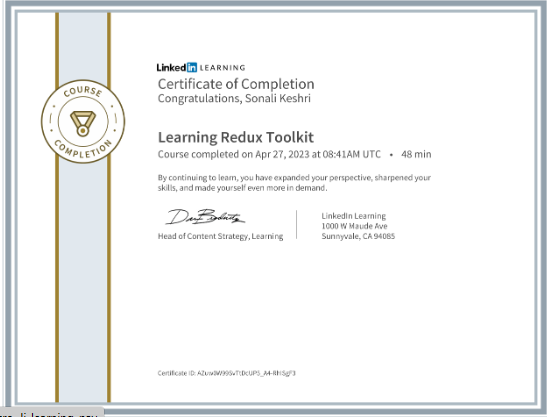 LinkedIn LEARNING
Certificate of Completion
Congratulations, Sonali Keshri
COURSE
COMPLETION
Learning Redux Toolkit
Course completed on Apr 27, 2023 at 08:41AM UTC • 48 min
By continuing to learn, you have expanded your perspective, sharpened your
skills, and made yourself even more in demand.
Head of Content Strategy, Learning
LinkedIn Learning
1000 W Maude Ave
Sunnyvale, CA 94085
Certificate ID: